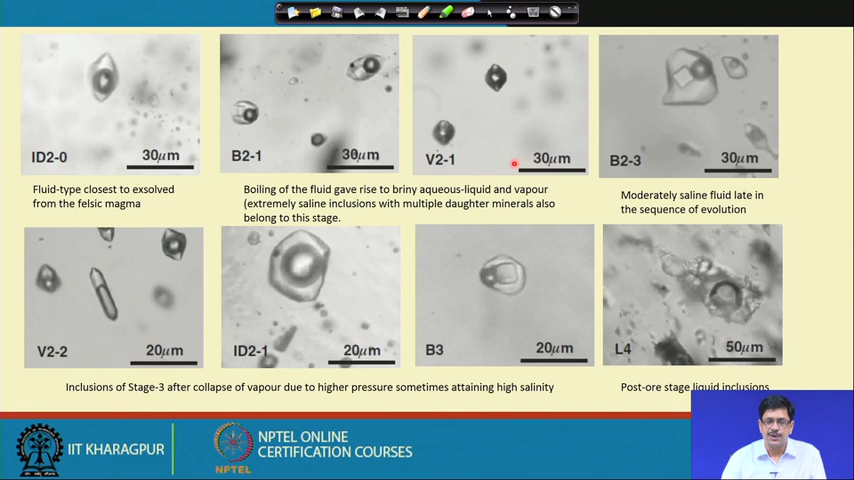 ID2-0
30μm
B2-1
30μm
V2-1
30μm
B2-3
30μm
Fluid-type closest to exsolved
from the felsic magma
Boiling of the fluid gave rise to briny aqueous-liquid and vapour
(extremely saline inclusions with multiple daughter minerals also
belong to this stage.
Moderately saline fluid late in
the sequence of evolution
V2-2
20μm
ID2-1
20μm
B3
20μm
L4
50μm
Inclusions of Stage-3 after collapse of vapour due to higher pressure sometimes attaining high salinity
Post-ore stage liquid inclusions
IIT KHARAGPUR
NPTEL
NPTEL ONLINE
CERTIFICATION COURSES